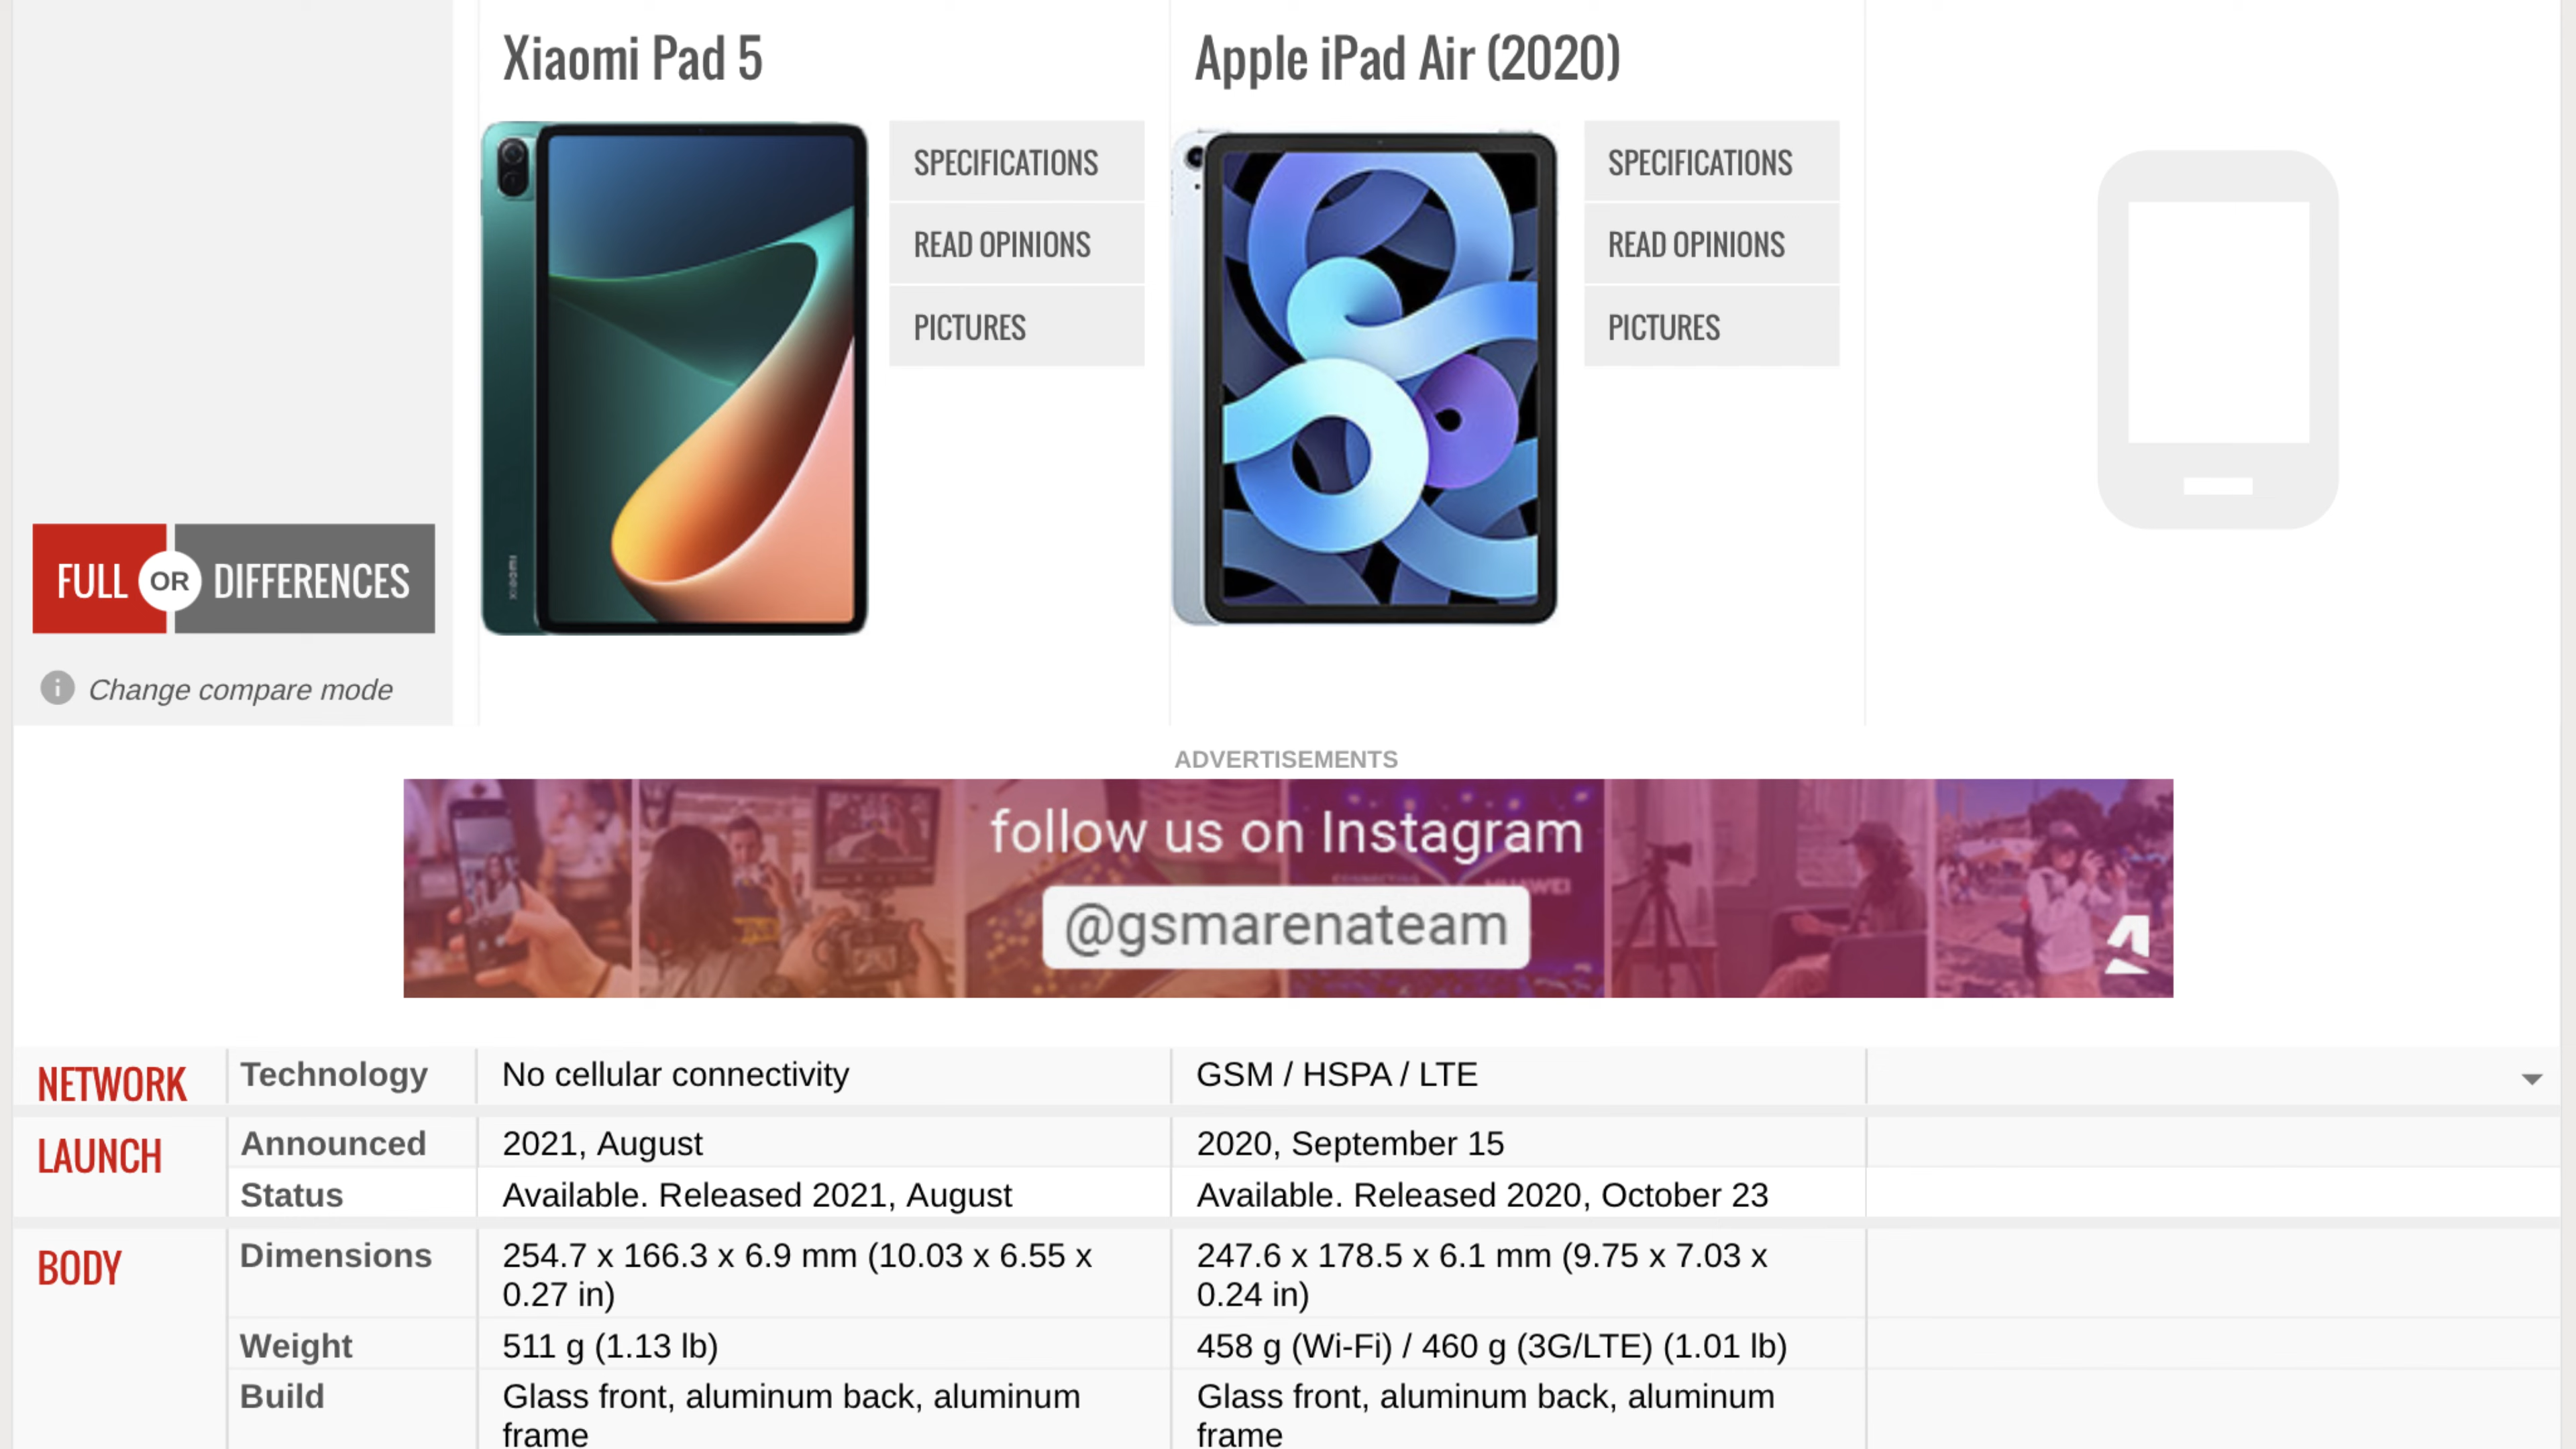 Xiaomi Pad 5
Apple iPad Air (2020)
SPECIFICATIONS
READ OPINIONS
PICTURES
SPECIFICATIONS
READ OPINIONS
PICTURES
xiaomi
FULL OR DIFFERENCES
Change compare mode
ADVERTISEMENTS
follow us on Instagram
@gsmarenateam
NETWORK
Technology
No cellular connectivity
GSM / HSPA / LTE
LAUNCH
Announced
2021, August
2020, September 15
Status
Available. Released 2021, August
Available. Released 2020, October 23
BODY
Dimensions
254.7 x 166.3 x 6.9 mm (10.03 x 6.55 x
0.27 in)
247.6 x 178.5 x 6.1 mm (9.75 x 7.03 x
0.24 in)
Weight
511 g (1.13 lb)
458 g (Wi-Fi) / 460 g (3G/LTE) (1.01 lb)
Build
Glass front, aluminum back, aluminum
frame
Glass front, aluminum back, aluminum
frame